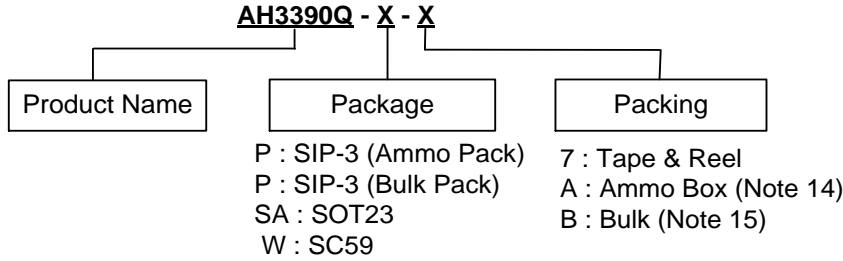 AH3390Q - X - X
Product Name
Package
Packing
P : SIP-3 (Ammo Pack)
P : SIP-3 (Bulk Pack)
SA : SOT23
W : SC59
7 : Tape & Reel
A : Ammo Box (Note 14)
B : Bulk (Note 15)